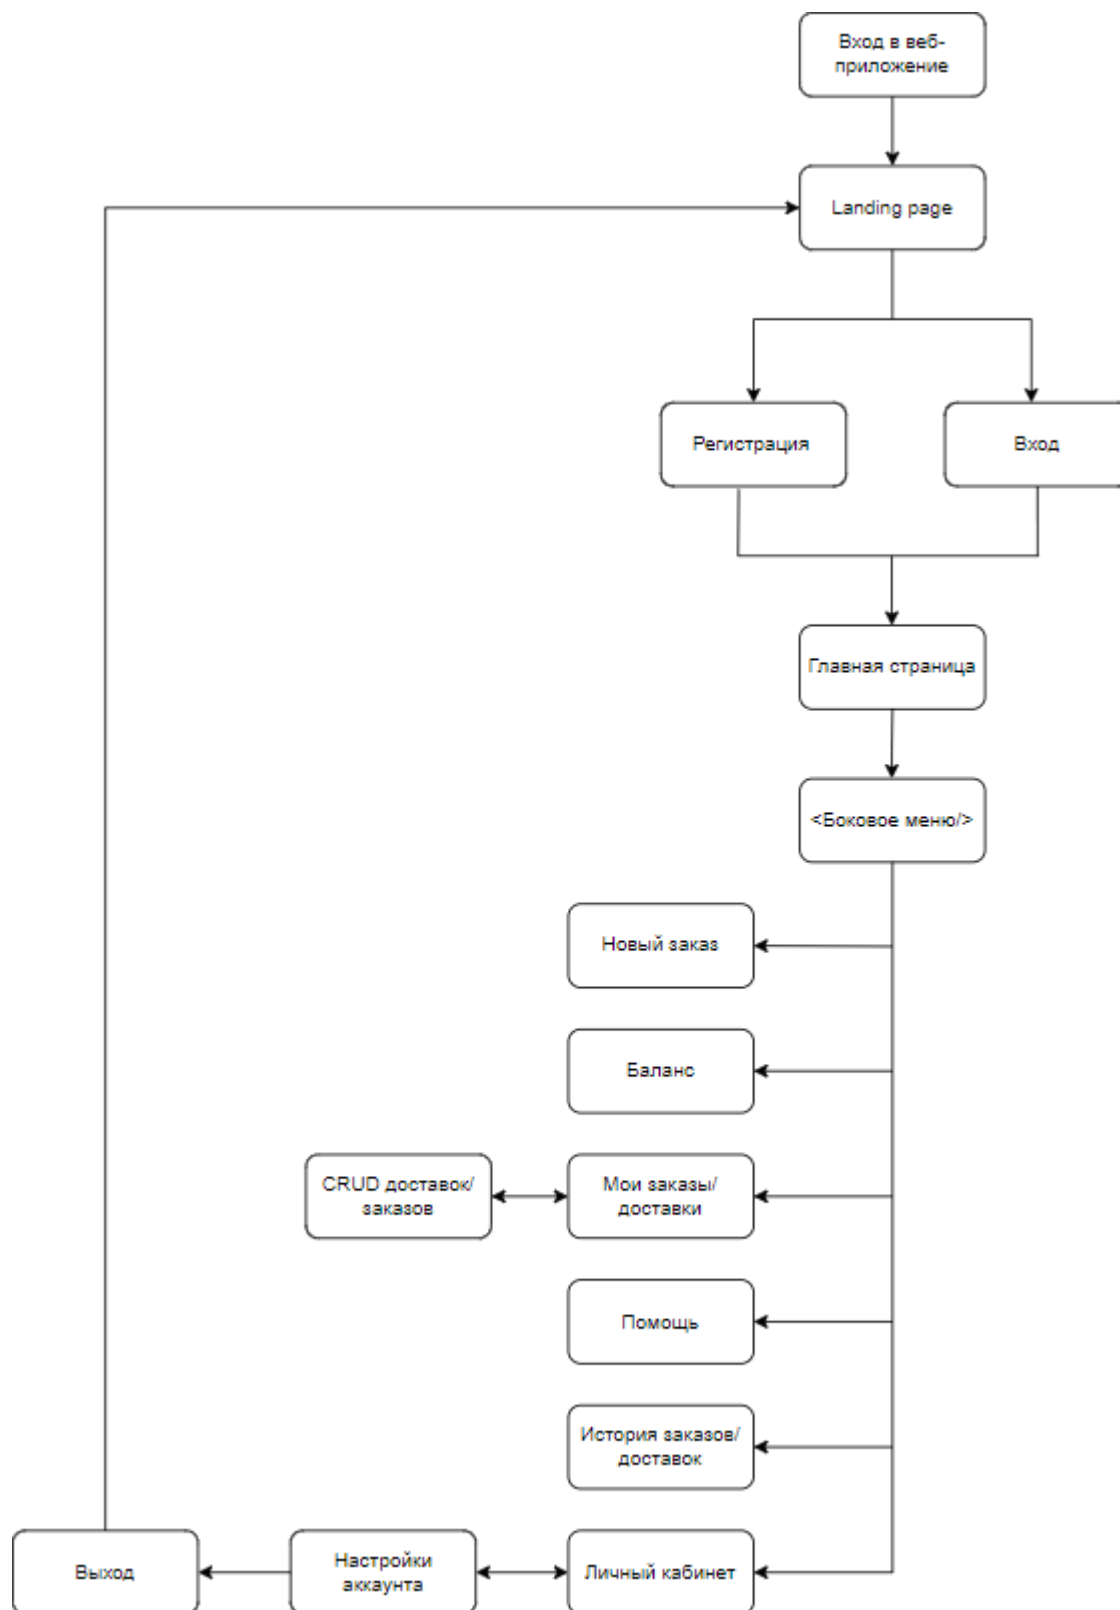 Вход в веб-
приложение
Landing page
Регистрация
Вход
Главная страница
<Боковое меню/>
Новый заказ
Баланс
CRUD доставок/
заказов
Мои заказы/
доставки
Помощь
История заказов/
доставок
Выход
Настройки
аккаунта
Личный кабинет